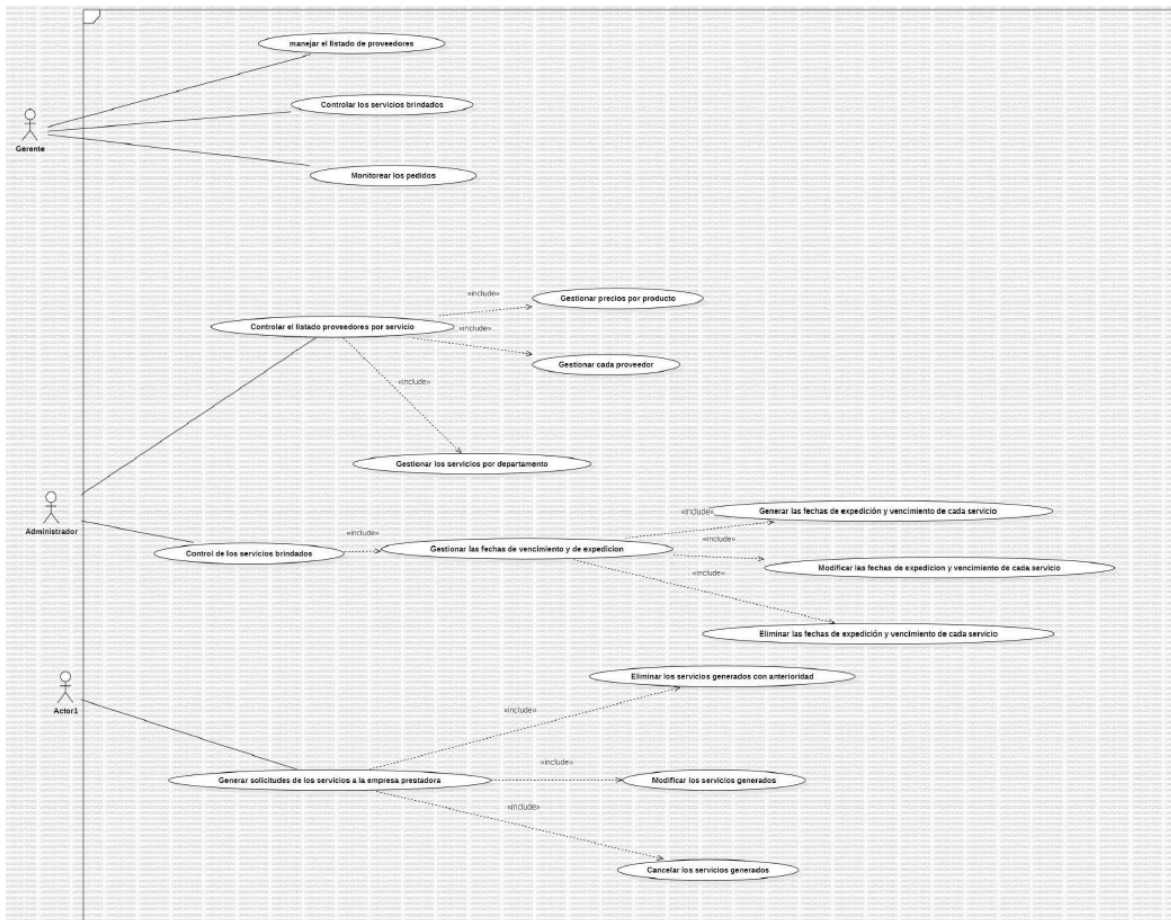 manejar el listado de proveedores
Controlar los servicios brindados
Gerente
Monitorear los pedidos
«include»
Gestionar precios por producto
Controlar el listado proveedores por servicio
«include»
Gestionar cada proveedor
«include»
Gestionar los servicios por departamento
Administrador
«include»
Generar las fechas de expedición y vencimiento de cada servicio
«include»
Control de los servicios brindados
Gestionar las fechas de vencimiento y de expedicion
«include»
Modificar las fechas de expedicion y vencimiento de cada servicio
«include»
Eliminar las fechas de expedición y vencimiento de cada servicio
Actor1
Eliminar los servicios generados con anterioridad
«include»
Generar solicitudes de los servicios a la empresa prestadora
«include»
Modificar los servicios generados
«include»
Cancelar los servicios generados